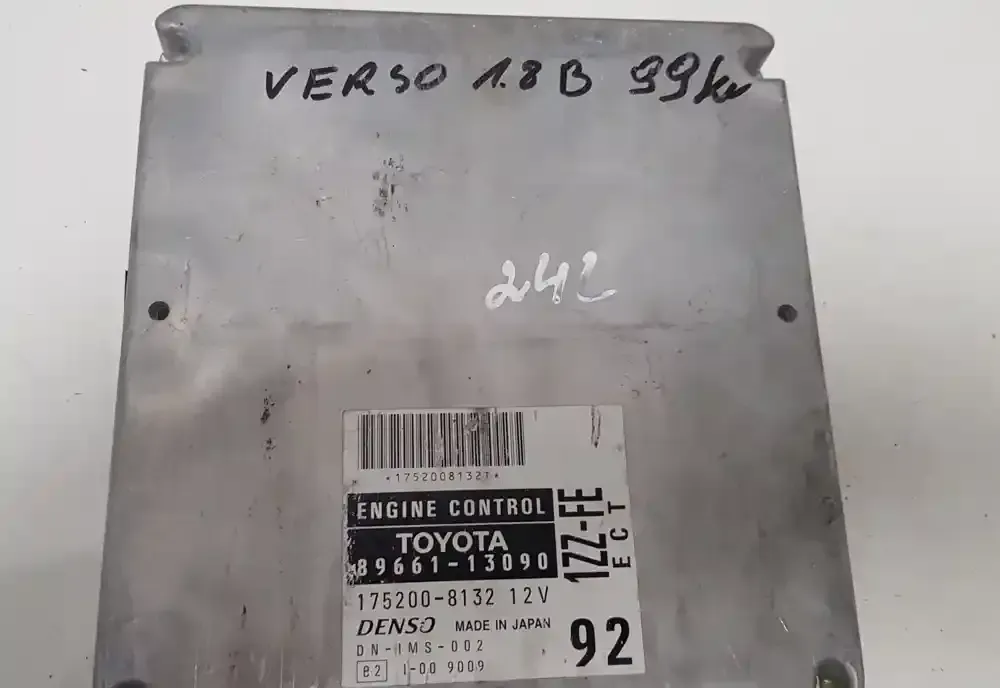 VERSO 1.8 B 99kw
242
*1752008132T*
ENGINE CONTROL
TOYOTA
89661-13090
1ZZ-FE
ECT
175200-8132 12V
DENSO MADE IN JAPAN
DN-IMS-002
B2 I-00 9009
92